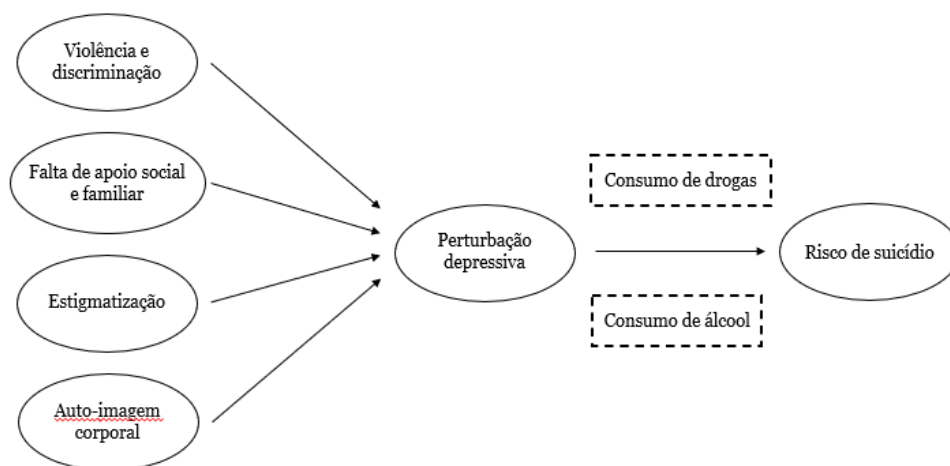 Violência e
discriminação
Falta de apoio social
e familiar
Estigmatização
Auto-imagem
corporal
Perturbação
depressiva
Consumo de drogas
Consumo de álcool
Risco de suicídio